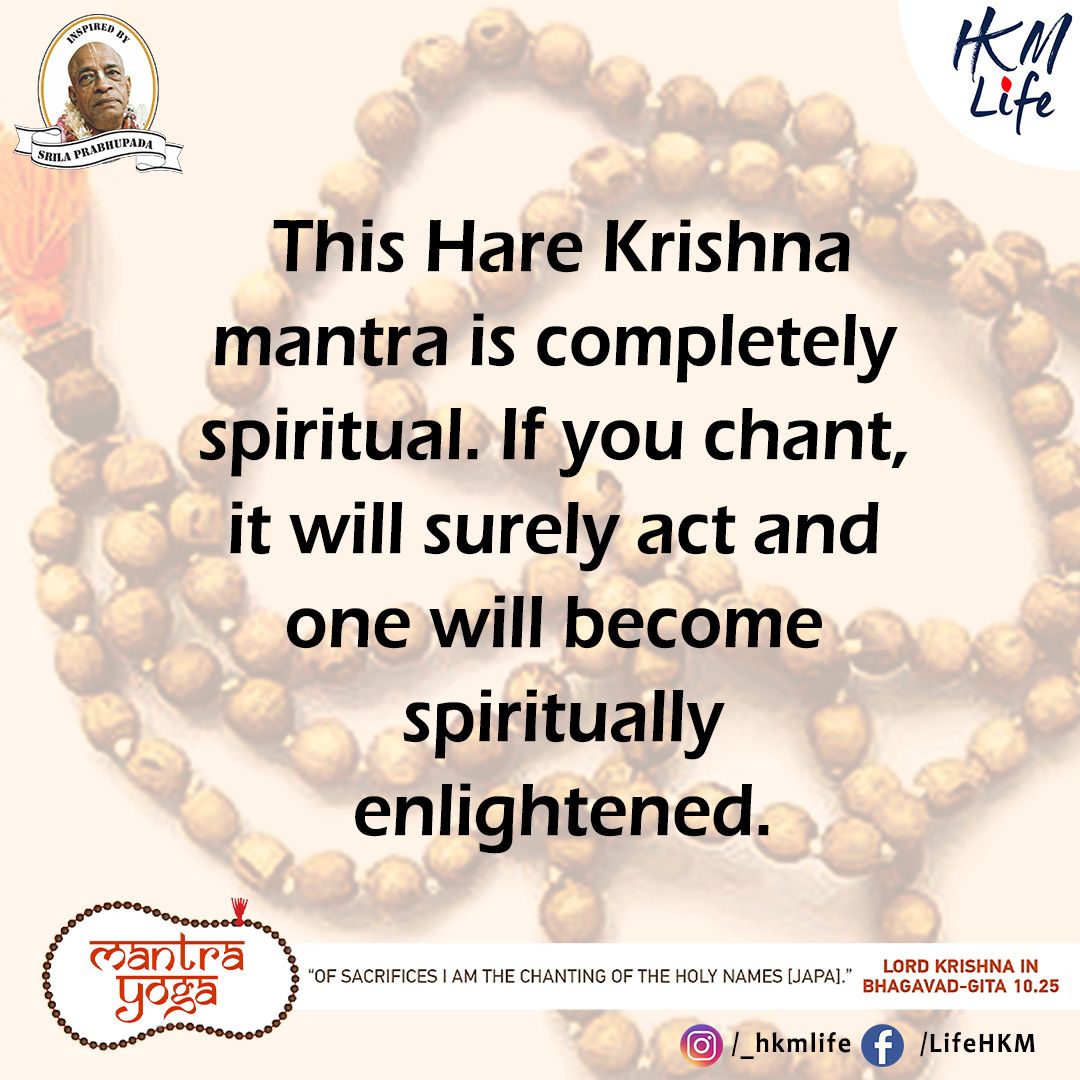 INSPIRED BY
SRILA PRABHUPADA
HKM
Life
This Hare Krishna
mantra is completely
spiritual. If you chant,
it will surely act and
one will become
spiritually
enlightened.
mantra
yoga
“OF SACRIFICES I AM THE CHANTING OF THE HOLY NAMES [JAPA].”
LORD KRISHNA IN
BHAGAVAD-GITA 10.25
/_hkmlife
/LifeHKM